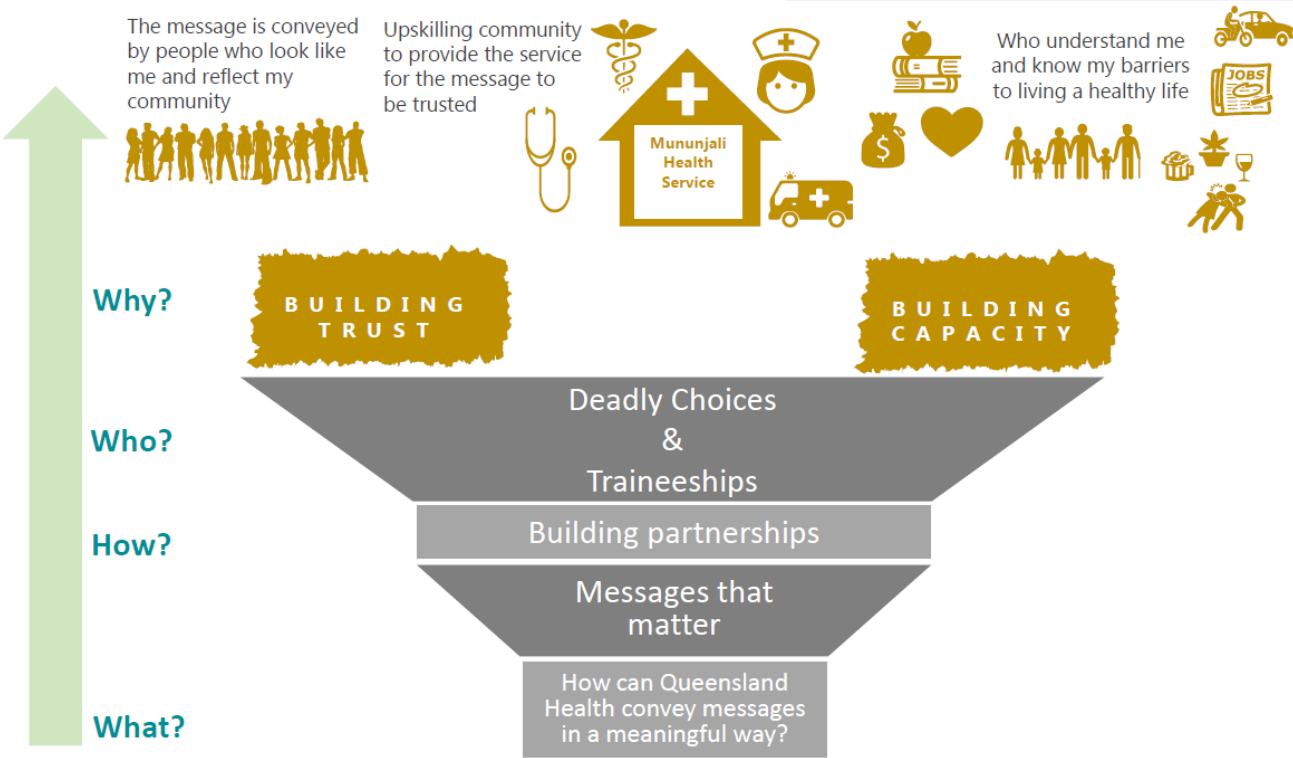 The message is conveyed
by people who look like
me and reflect my
community
Upskilling community
to provide the service
for the message to
be trusted
Mununjali
Health
Service
$
Who understand me
and know my barriers
to living a healthy life
JOBS
Why?
BUILDING
TRUST
BUILDING
CAPACITY
Who?
Deadly Choices
&
Traineeships
How?
Building partnerships
Messages that
matter
What?
How can Queensland
Health convey messages
in a meaningful way?